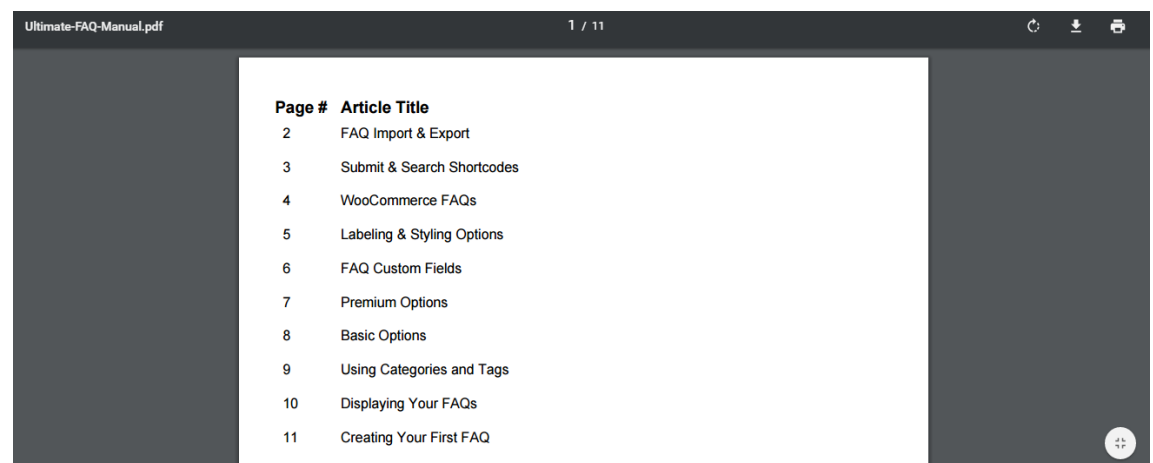 Ultimate-FAQ-Manual.pdf 1 / 11
Page # Article Title
2 FAQ Import & Export
3 Submit & Search Shortcodes
4 WooCommerce FAQs
5 Labeling & Styling Options
6 FAQ Custom Fields
7 Premium Options
8 Basic Options
9 Using Categories and Tags
10 Displaying Your FAQs
11 Creating Your First FAQ